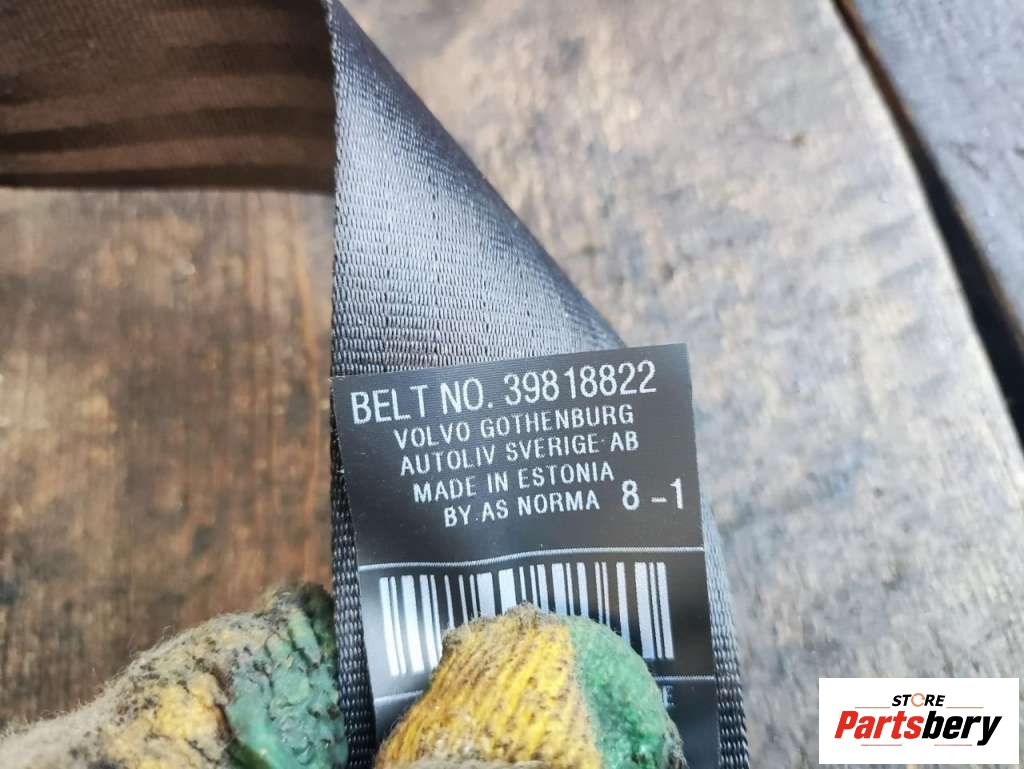 BELT NO. 39818822
VOLVO GOTHENBURG
AUTOLIV SVERIGE AB
MADE IN ESTONIA
BY AS NORMA 8-1
STORE
Partsbery